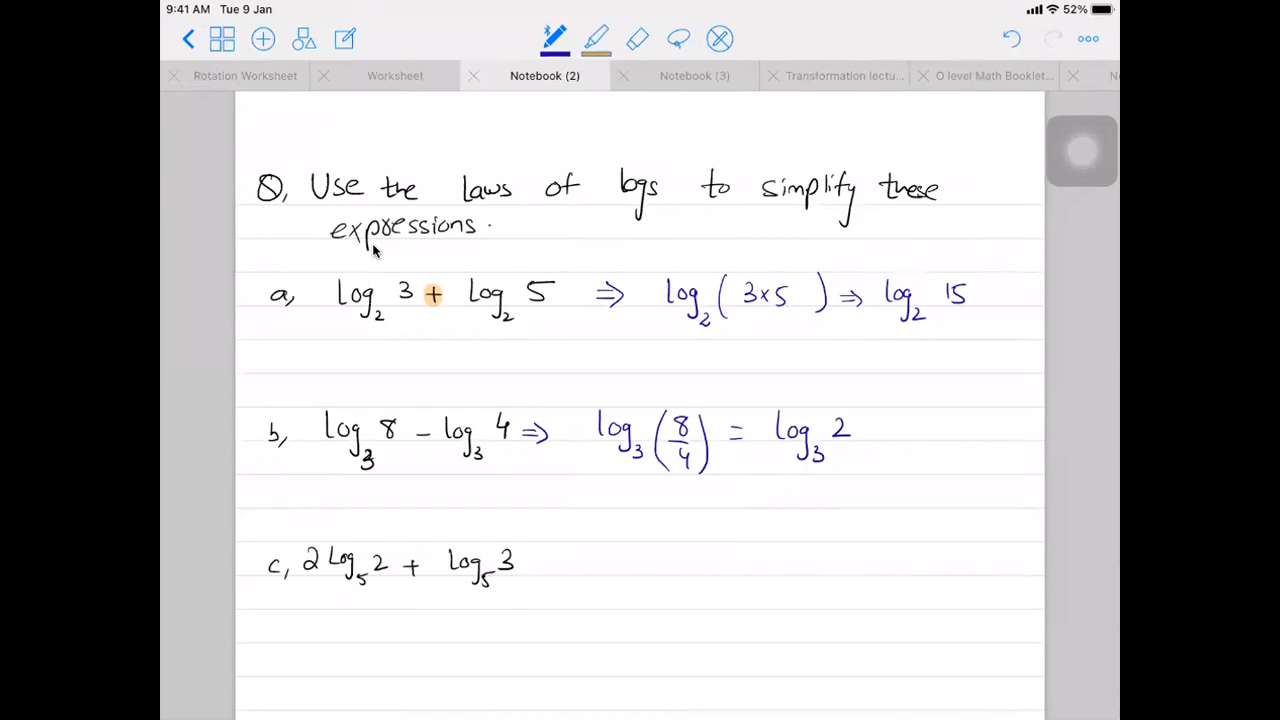 9:41 AM Tue 9 Jan 52%
Rotation Worksheet Worksheet Notebook (2) Notebook (3) Transformation lectu... O level Math Booklet...
Q, Use the laws of logs to simplify these
expressions.
a, log₂ 3 + log₂ 5 ⇒ log₂ ( 3×5 ) ⇒ log₂ 15
b, log₃ 8 – log₃ 4 ⇒ log₃ (8/4) = log₃ 2
c, 2 log₅ 2 + log₅ 3